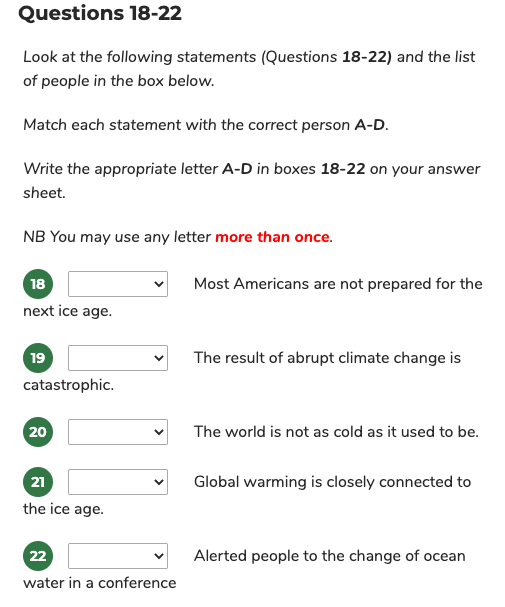 Questions 18-22
Look at the following statements (Questions 18-22) and the list
of people in the box below.
Match each statement with the correct person A-D.
Write the appropriate letter A-D in boxes 18-22 on your answer
sheet.
NB You may use any letter more than once.
18 Most Americans are not prepared for the
next ice age.
19 The result of abrupt climate change is
catastrophic.
20 The world is not as cold as it used to be.
21 Global warming is closely connected to
the ice age.
22 Alerted people to the change of ocean
water in a conference